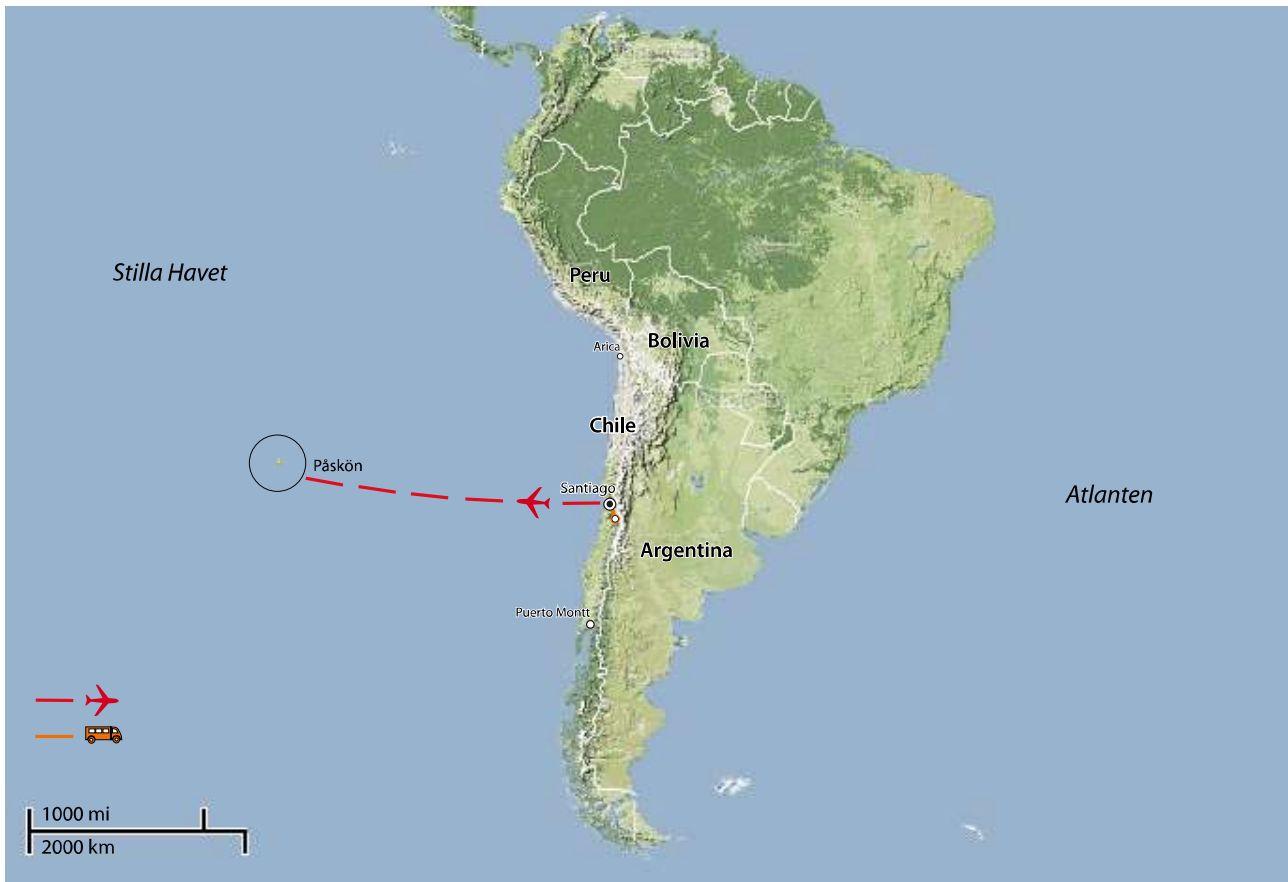 Stilla Havet
Peru
Bolivia
Arica
Chile
Påskön
Santiago
Atlanten
Argentina
Puerto Montt
1000 mi
2000 km